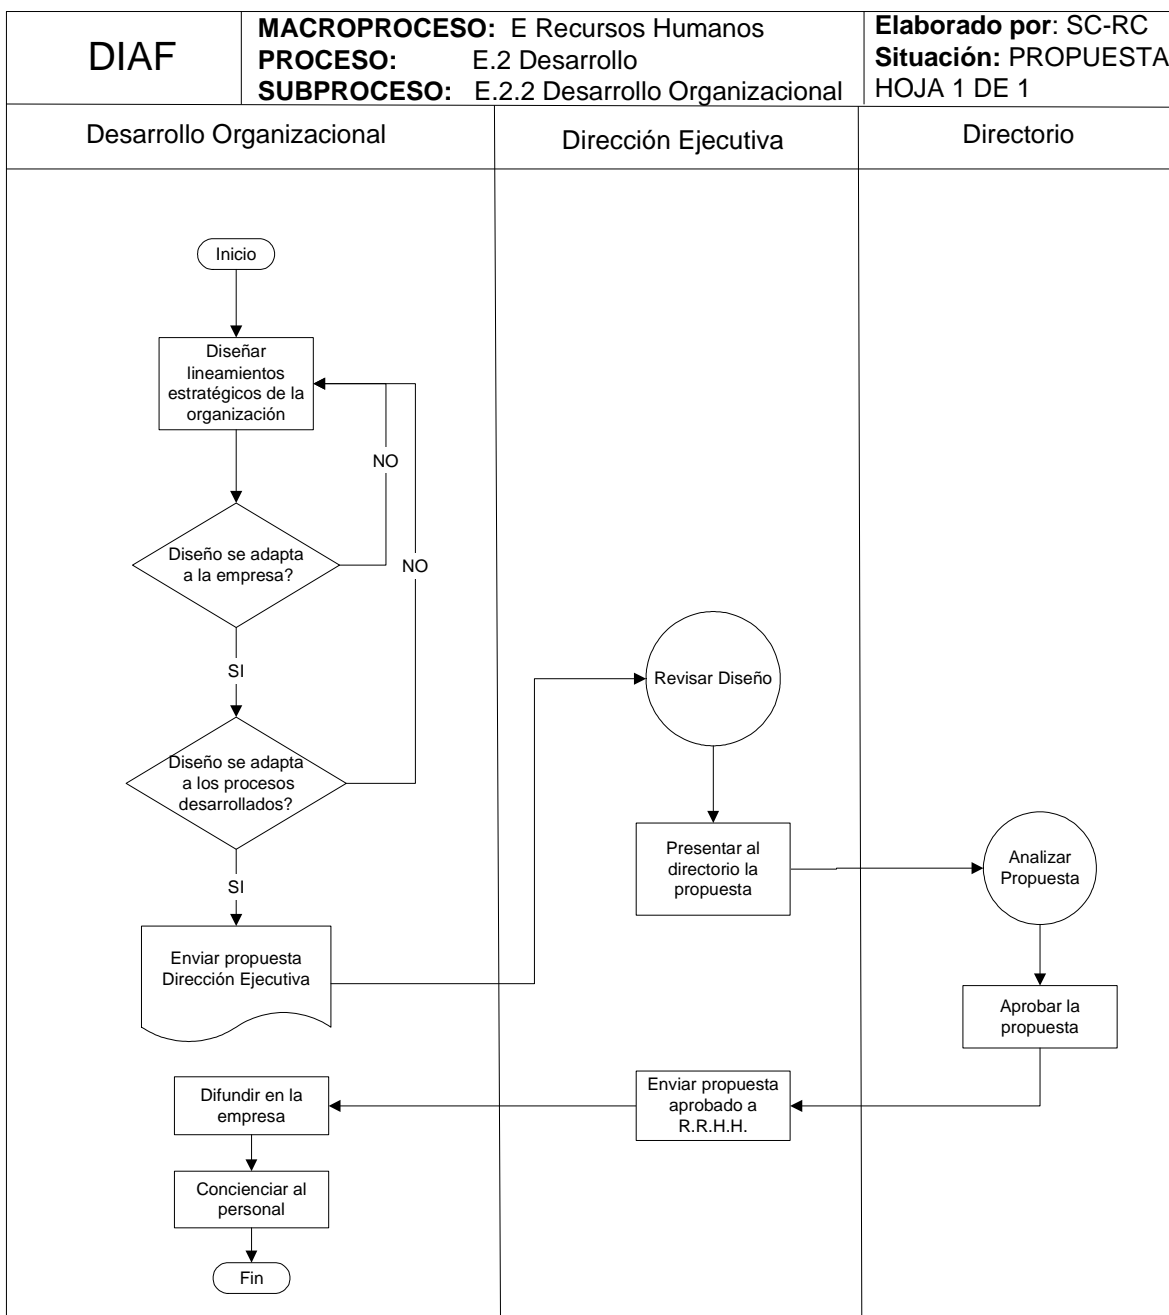 DIAF
MACROPROCESO: E Recursos Humanos
PROCESO: E.2 Desarrollo
SUBPROCESO: E.2.2 Desarrollo Organizacional
Elaborado por: SC-RC
Situación: PROPUESTA
HOJA 1 DE 1
Desarrollo Organizacional
Dirección Ejecutiva
Directorio
Inicio
Diseñar
lineamientos
estratégicos de la
organización
NO
Diseño se adapta
a la empresa?
NO
SI
Diseño se adapta
a los procesos
desarrollados?
SI
Enviar propuesta
Dirección Ejecutiva
Revisar Diseño
Presentar al
directorio la
propuesta
Analizar
Propuesta
Aprobar la
propuesta
Enviar propuesta
aprobado a
R.R.H.H.
Difundir en la
empresa
Concienciar al
personal
Fin